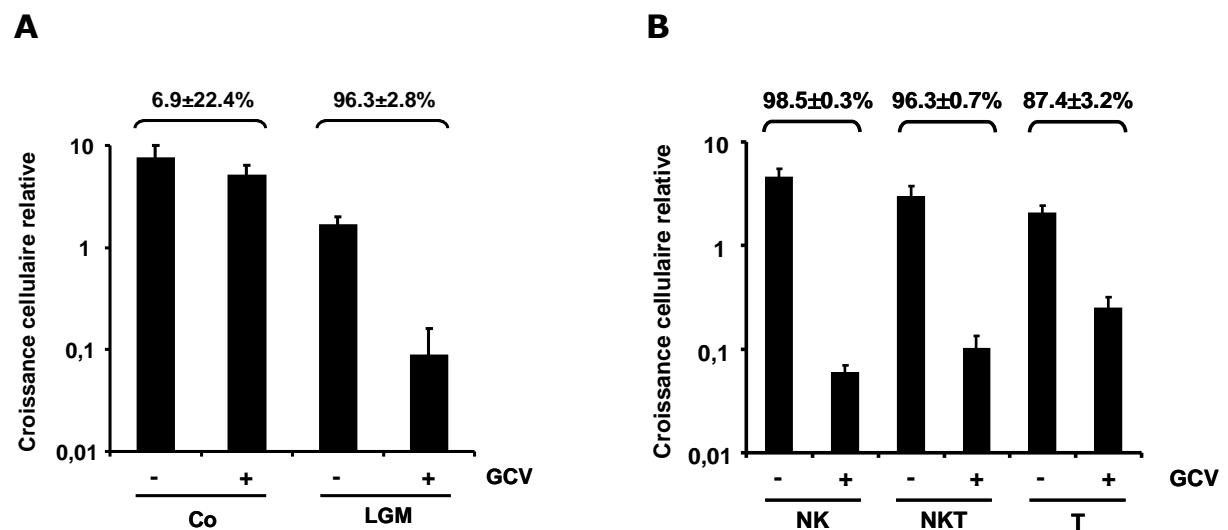 A
6.9±22.4% 96.3±2.8%
Croissance cellulaire relative
10
1
0,1
0,01
- + - + GCV
Co LGM
B
98.5±0.3% 96.3±0.7% 87.4±3.2%
Croissance cellulaire relative
10
1
0,1
0,01
- + - + - + GCV
NK NKT T